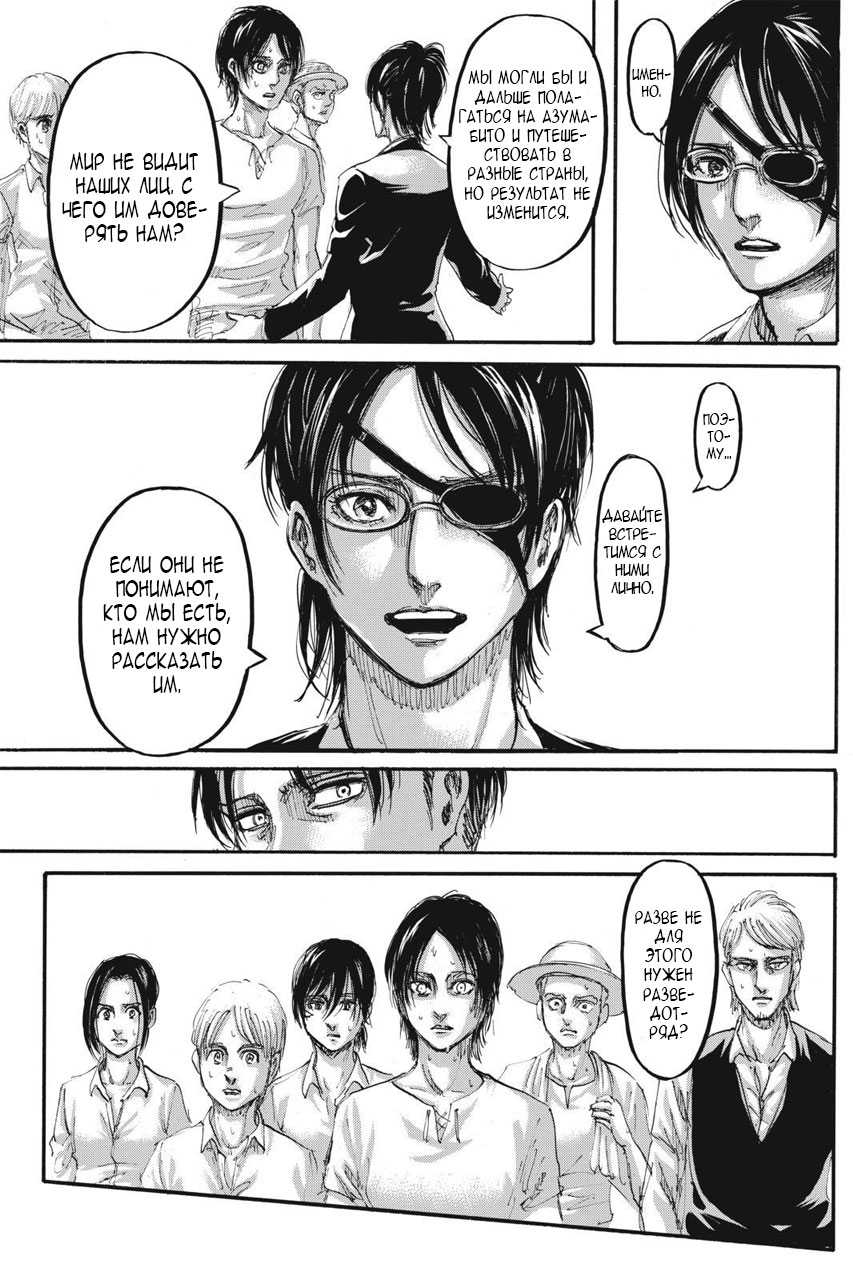 ИМЕН-
НО.
МЫ МОГЛИ БЫ И
ДАЛЬШЕ ПОЛА-
ГАТЬСЯ НА АЗУМА-
БИТО И ПУТЕШЕ-
СТВОВАТЬ В
РАЗНЫЕ СТРАНЫ,
НО РЕЗУЛЬТАТ НЕ
ИЗМЕНИТСЯ.
МИР НЕ ВИДИТ
НАШИХ ЛИЦ. С
ЧЕГО ИМ ДОВЕ-
РЯТЬ НАМ?
ПОЭ-
ТО-
МУ...
ДАВАЙТЕ
ВСТРЕ-
ТИМСЯ С
НИМИ
ЛИЧНО.
ЕСЛИ ОНИ НЕ
ПОНИМАЮТ,
КТО МЫ ЕСТЬ,
НАМ НУЖНО
РАССКАЗАТЬ
ИМ.
РАЗВЕ НЕ
ДЛЯ
ЭТОГО
НУЖЕН
РАЗВЕ-
ДОТ-
РЯД?